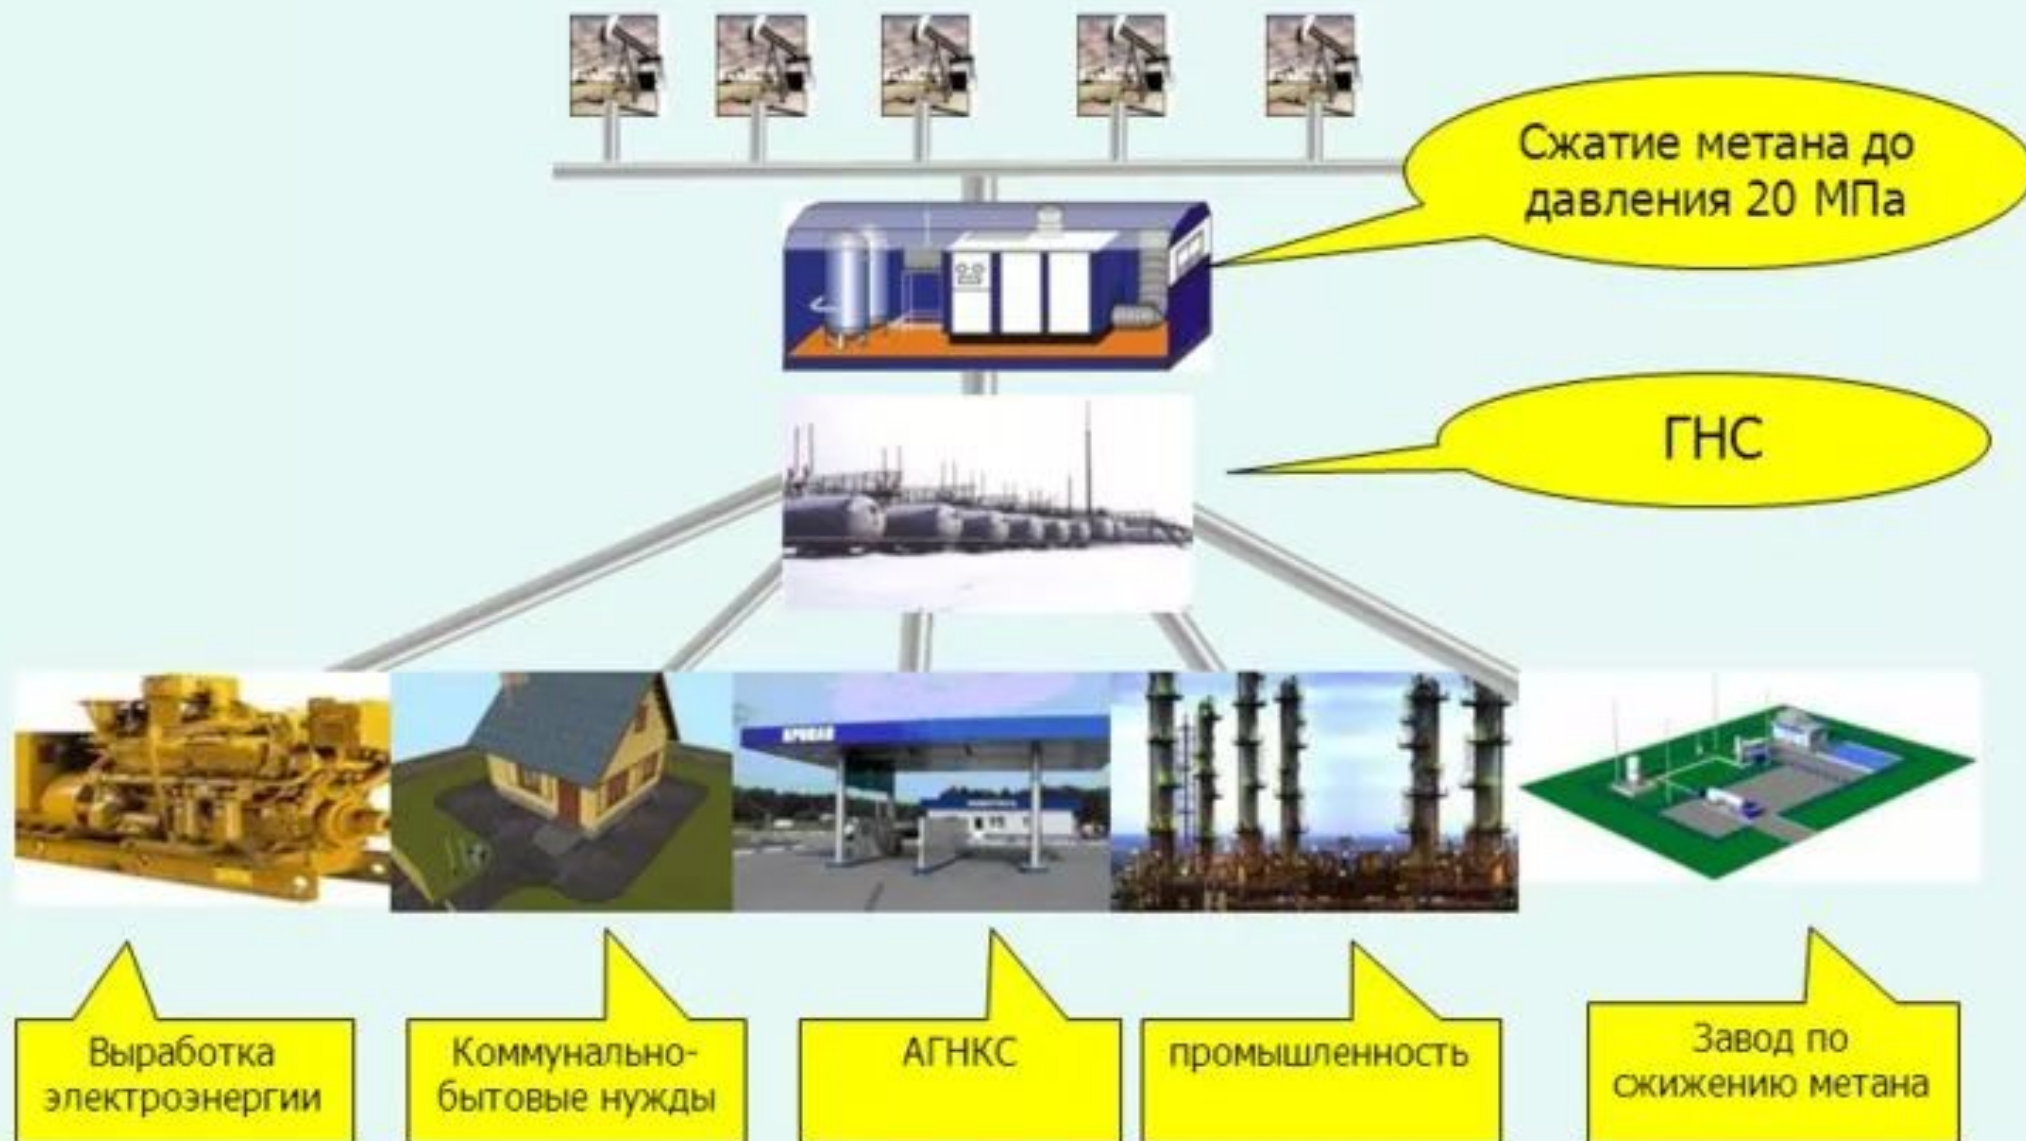 Сжатие метана до
давления 20 МПа
ГНС
Выработка
электроэнергии
Коммунально-
бытовые нужды
АГНКС
промышленность
Завод по
сжижению метана